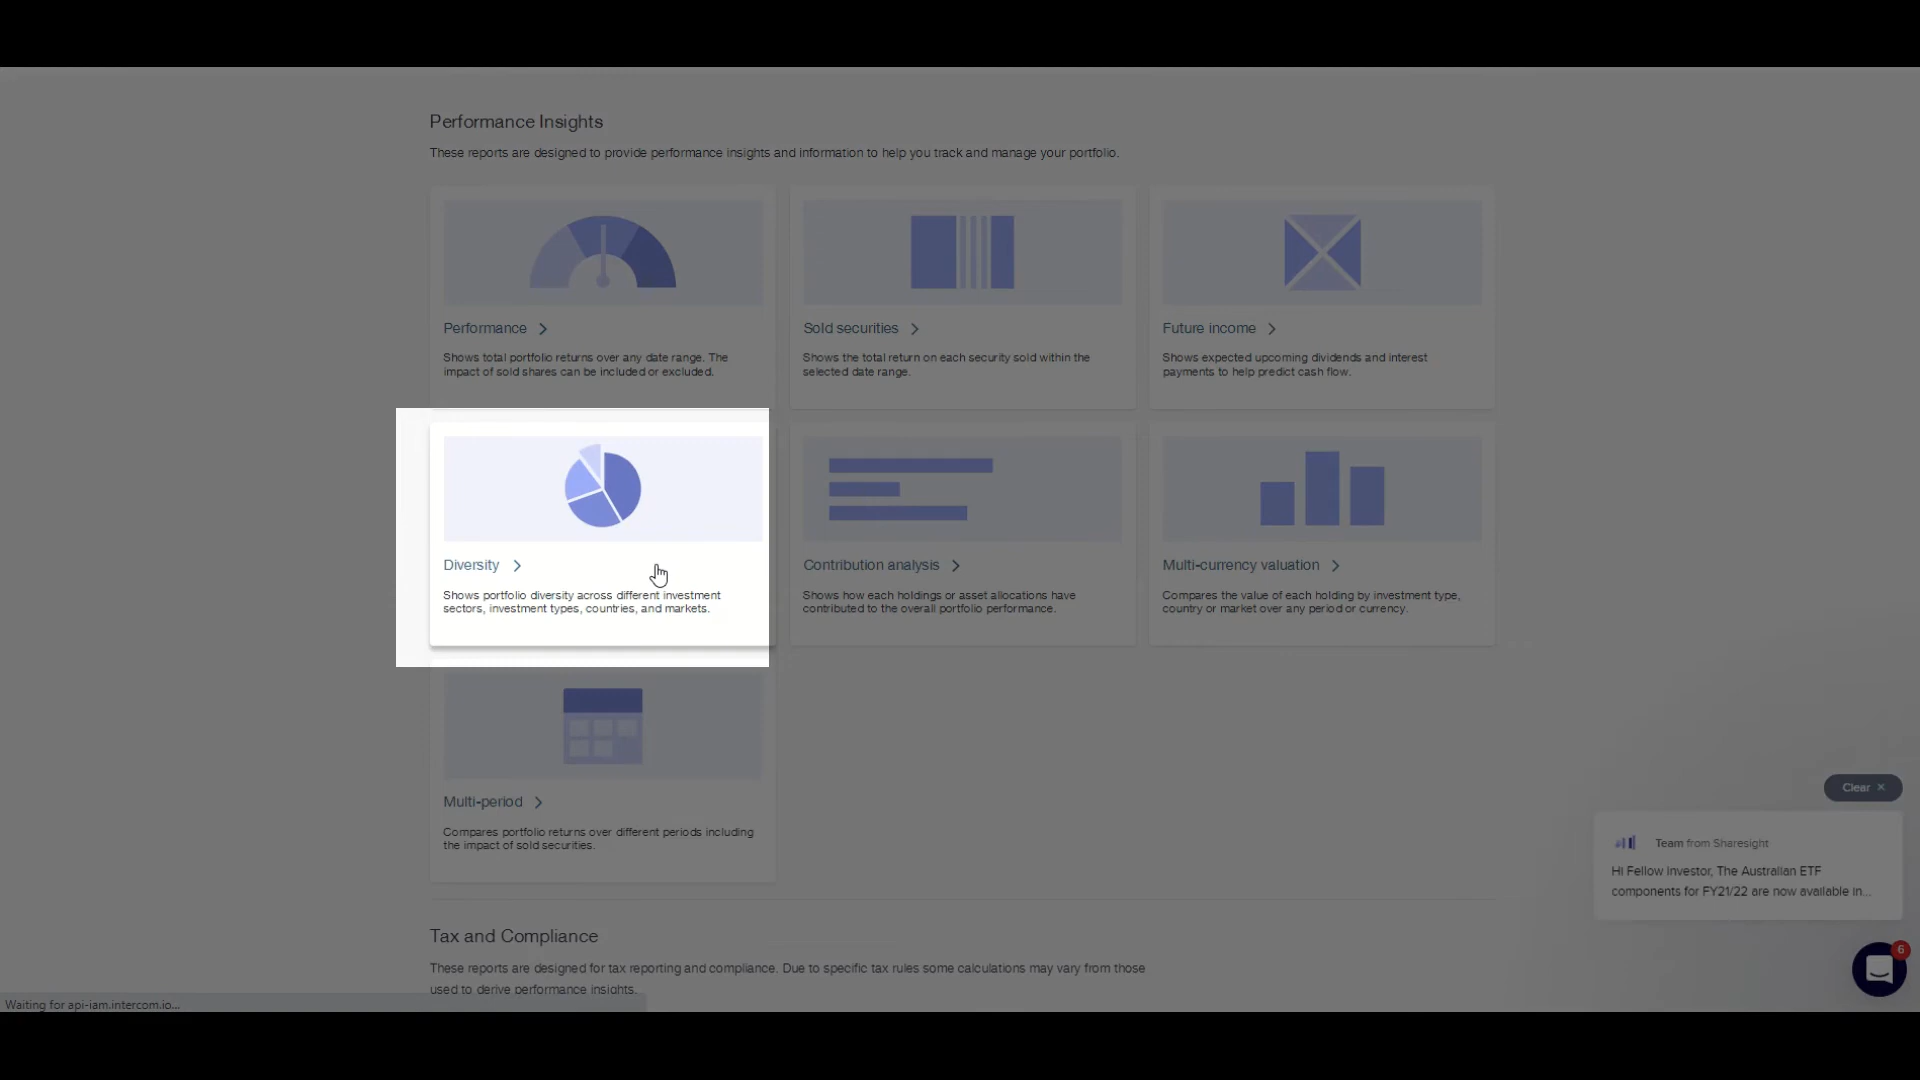 Performance Insights
These reports are designed to provide performance insights and information to help you track and manage your portfolio.
Performance
Shows total portfolio returns over any date range. The
impact of sold shares can be included or excluded.
Sold securities
Shows the total return on each security sold within the
selected date range.
Future income
Shows expected upcoming dividends and interest
payments to help predict cash flow.
Diversity
Shows portfolio diversity across different investment
sectors, investment types, countries, and markets.
Contribution analysis
Shows how each holdings or asset allocations have
contributed to the overall portfolio performance.
Multi-currency valuation
Compares the value of each holding by investment type,
country or market over any period or currency.
Multi-period
Compares portfolio returns over different periods including
the impact of sold securities.
Clear ×
Team from Sharesight
Hi Fellow Investor, The Australian ETF
components for FY21/22 are now available in...
6
Tax and Compliance
These reports are designed for tax reporting and compliance. Due to specific tax rules some calculations may vary from those
used to derive performance insights.
Waiting for api-iam.intercom.io...